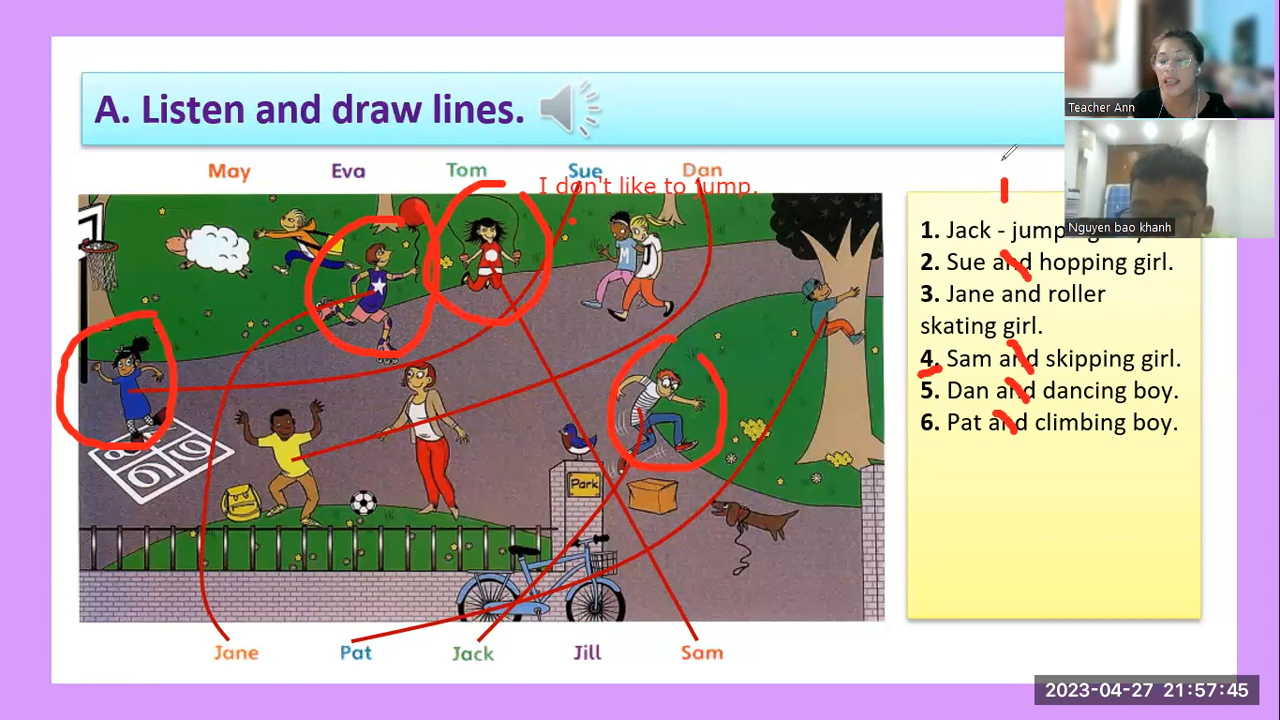 Teacher Ann
Nguyen bao khanh
A. Listen and draw lines.
May Eva Tom Sue Dan
I don't like to jump.
1. Jack - jump
2. Sue and hopping girl.
3. Jane and roller
skating girl.
4. Sam and skipping girl.
5. Dan and dancing boy.
6. Pat and climbing boy.
Park
Jane Pat Jack Jill Sam
2023-04-27 21:57:45